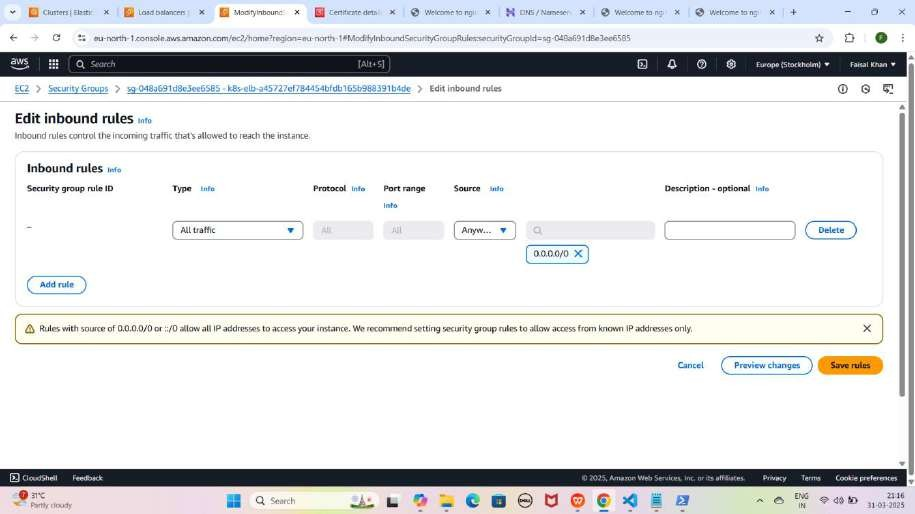 Clusters | Elastic
Load balancers |
ModifyInbound
Certificate detai
Welcome to ngi
DNS / Nameserv
Welcome to ngi
Welcome to ngi
eu-north-1.console.aws.amazon.com/ec2/home?region=eu-north-1#ModifyInboundSecurityGroupRules:securityGroupId=sg-048a691d8e3ee6585
F
aws
Search
[Alt+S]
Europe (Stockholm)
Faisal Khan
EC2
Security Groups
sg-048a691d8e3ee6585 - k8s-elb-a45727ef784454bfdb165b988391b4de
Edit inbound rules
Edit inbound rules Info
Inbound rules control the incoming traffic that's allowed to reach the instance.
Inbound rules Info
Security group rule ID
Type Info
Protocol Info
Port range
Info
Source Info
Description - optional Info
–
All traffic
All
All
Anyw...
Delete
0.0.0.0/0
Add rule
Rules with source of 0.0.0.0/0 or ::/0 allow all IP addresses to access your instance. We recommend setting security group rules to allow access from known IP addresses only.
Cancel
Preview changes
Save rules
CloudShell
Feedback
© 2025, Amazon Web Services, Inc. or its affiliates.
Privacy
Terms
Cookie preferences
7
31°C
Partly cloudy
Search
DELL
ENG
IN
21:16
31-03-2025